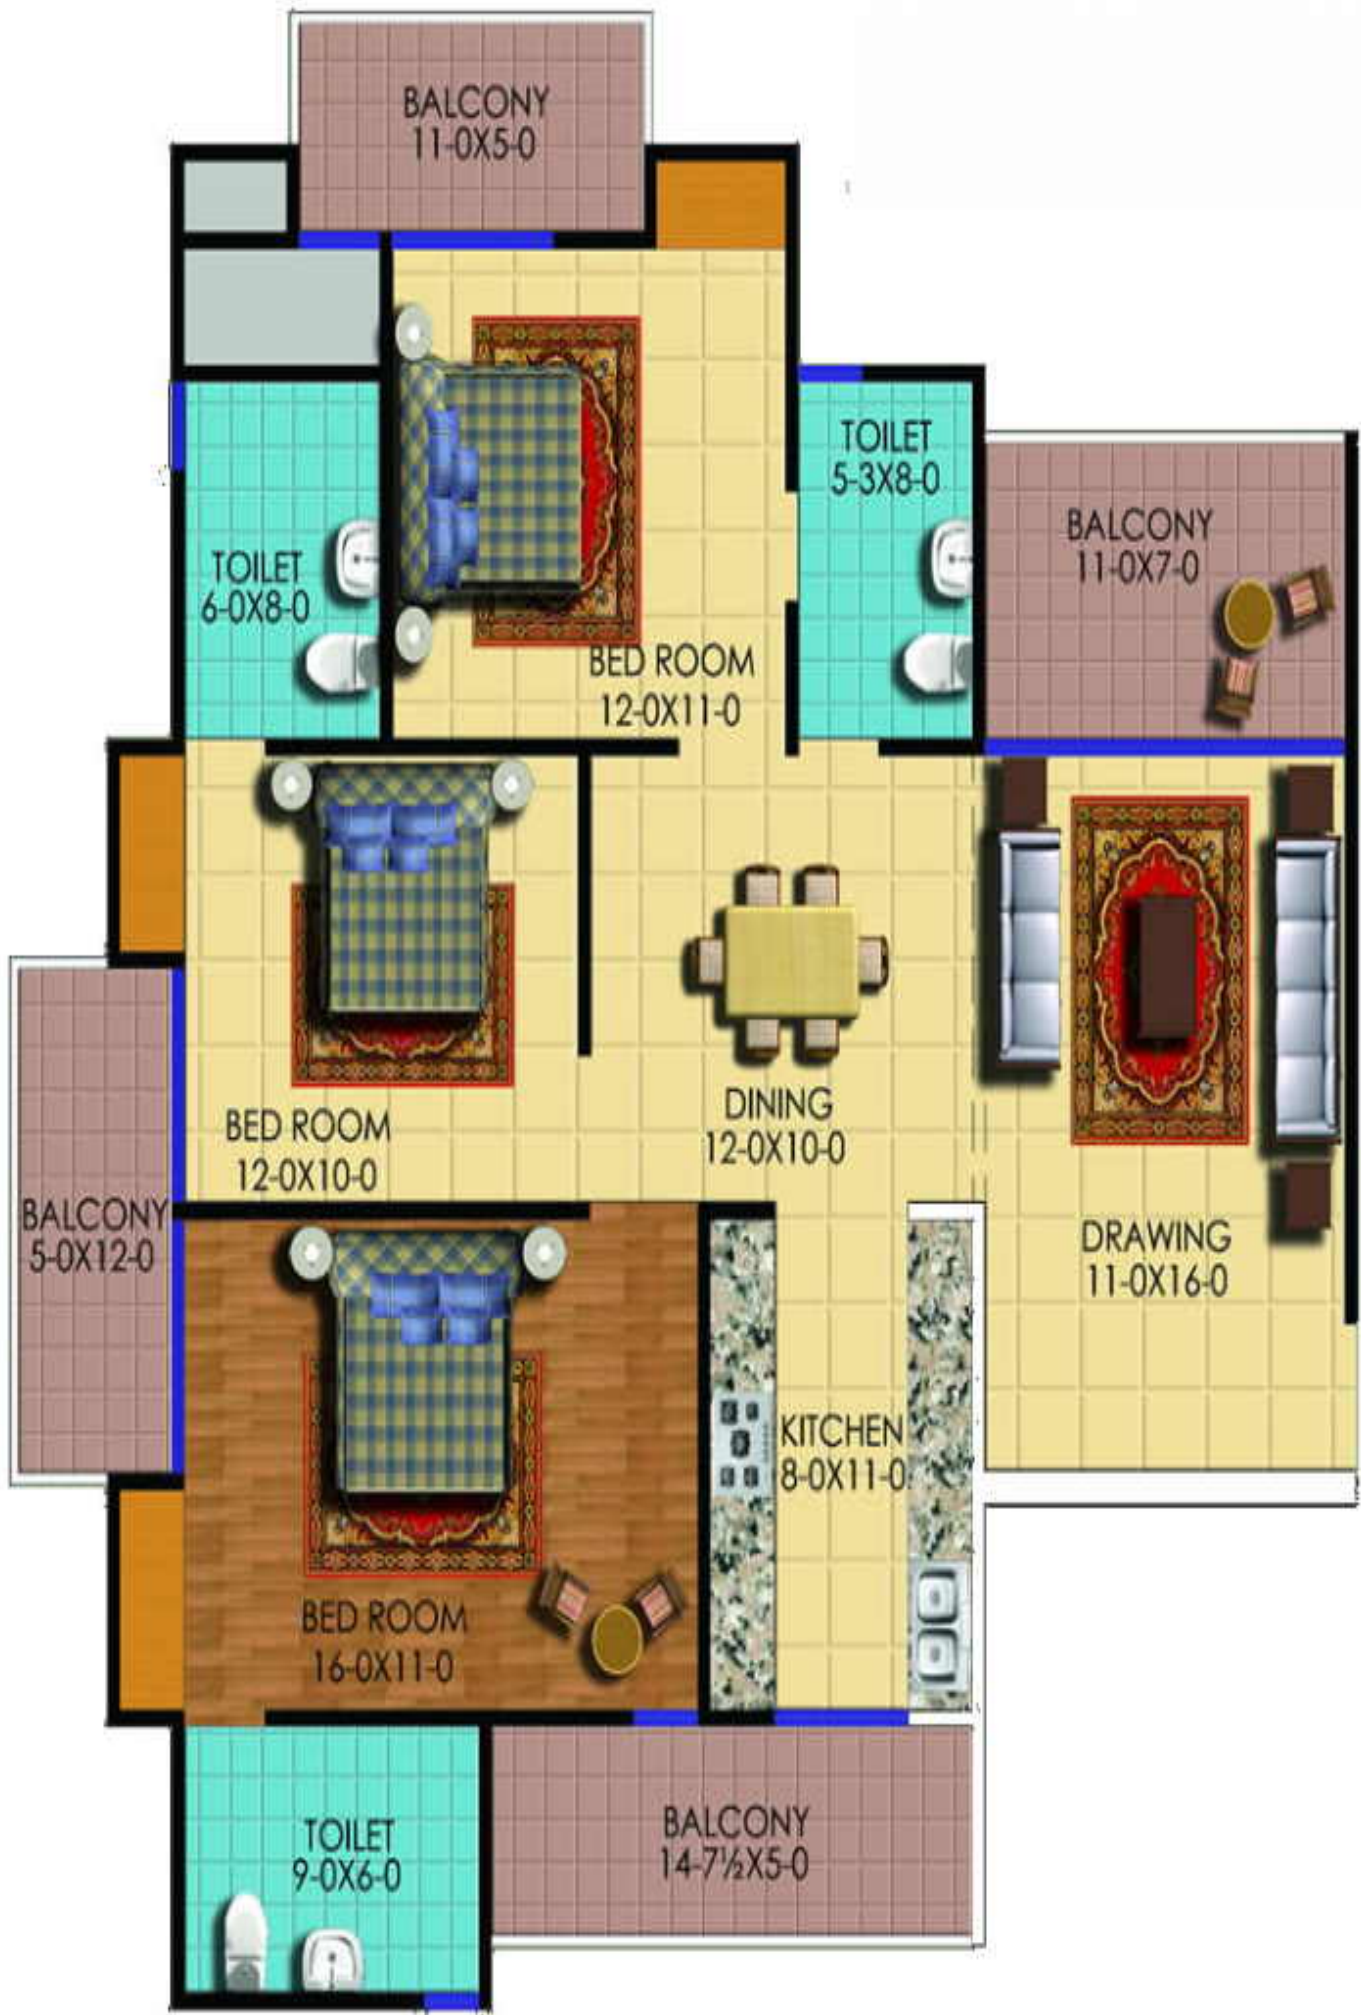 BALCONY
11-0X5-0
TOILET
5-3X8-0
BALCONY
11-0X7-0
TOILET
6-0X8-0
BED ROOM
12-0X11-0
DINING
12-0X10-0
BED ROOM
12-0X10-0
BALCONY
5-0X12-0
DRAWING
11-0X16-0
KITCHEN
8-0X11-0
BED ROOM
16-0X11-0
TOILET
9-0X6-0
BALCONY
14-7½X5-0